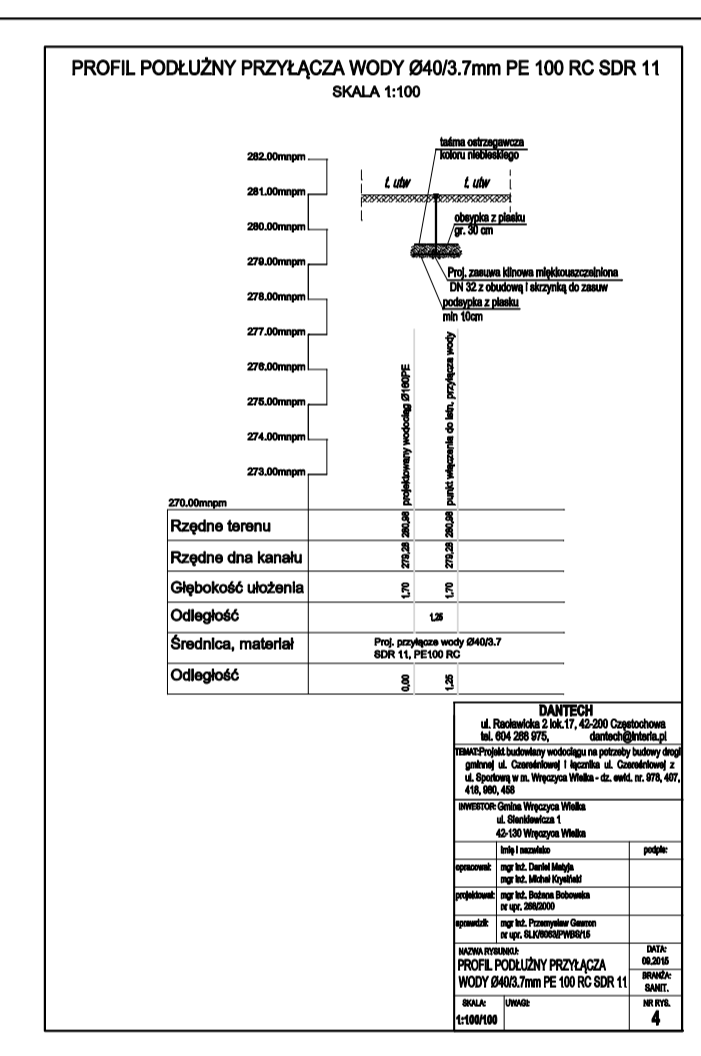 PROFIL PODŁUŻNY PRZYŁĄCZA WODY Ø40/3.7mm PE 100 RC SDR 11
SKALA 1:100
taśma ostrzegawcza
koloru niebieskiego
282.00mnpm
281.00mnpm
280.00mnpm
279.00mnpm
278.00mnpm
277.00mnpm
276.00mnpm
275.00mnpm
274.00mnpm
273.00mnpm
270.00mnpm
t. utw
t. utw
obsypka z piasku
gr. 30 cm
Proj. zasuwa klinowa miękkouszczelniona
DN 32 z obudową i skrzynką do zasuw
podsypka z piasku
min 10cm
projektowany wodociąg Ø160PE
punkt włączenia do istn. przyłącza wody
Rzędne terenu 280,98 280,98
Rzędne dna kanału 279,28 279,28
Głębokość ułożenia 1,70 1,70
Odległość 1,25
Średnica, materiał Proj. przyłącze wody Ø40/3.7
SDR 11, PE100 RC
Odległość 0,00 1,25
DANTECH
ul. Racławicka 2 lok.17, 42-200 Częstochowa
tel. 604 268 975, dantech@interia.pl
TEMAT:Projekt budowlany wodociągu na potrzeby budowy drogi
gminnej ul. Czereśniowej i łącznika ul. Czereśniowej z
ul. Sportową w m. Wręczyca Wielka - dz. ewid. nr. 978, 407,
418, 980, 458
INWESTOR: Gmina Wręczyca Wielka
ul. Sienkiewicza 1
42-130 Wręczyca Wielka
imię i nazwisko podpis:
opracował: mgr inż. Daniel Matyja
mgr inż. Michał Krysiński
projektował: mgr inż. Bożena Bobowska
nr upr. 268/2000
sprawdził: mgr inż. Przemysław Gawron
nr upr. SLK/6063/PWBS/15
NAZWA RYSUNKU:
PROFIL PODŁUŻNY PRZYŁĄCZA
WODY Ø40/3.7mm PE 100 RC SDR 11
DATA:
09.2015
BRANŻA:
SANIT.
SKALA:
1:100/100
UWAGI:
NR RYS.
4